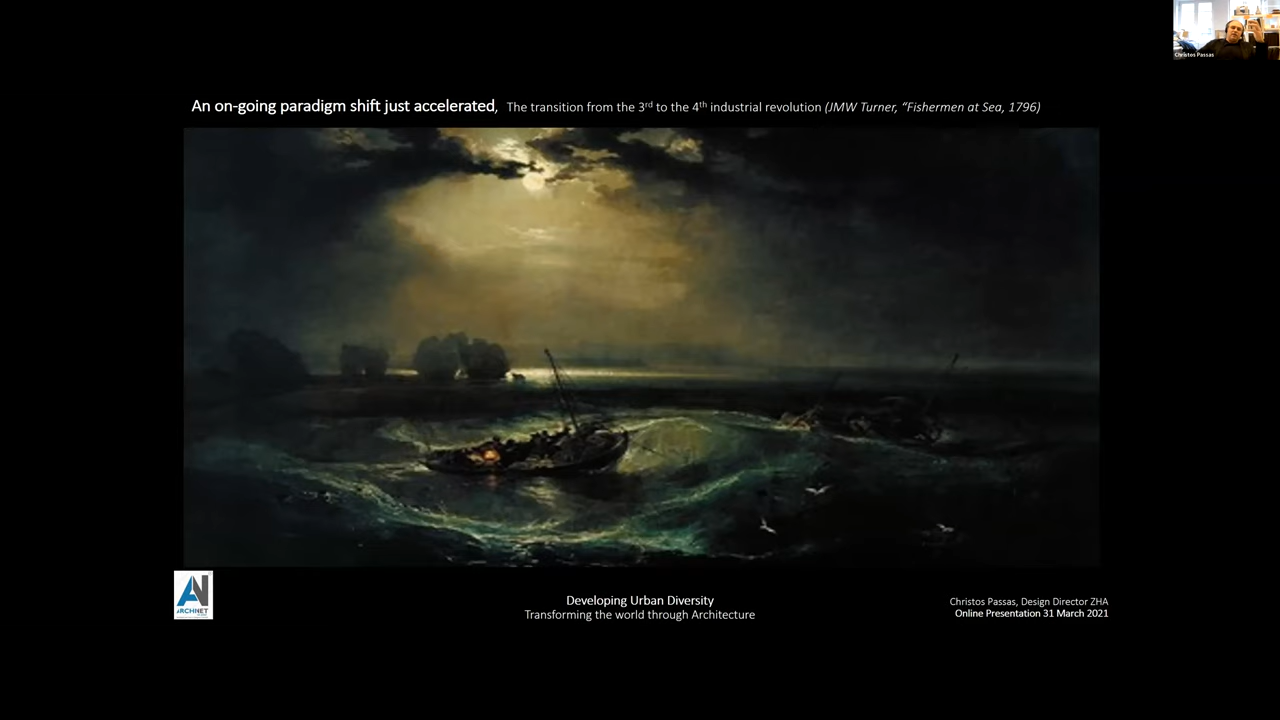 Christos Passas
An on-going paradigm shift just accelerated, The transition from the 3rd to the 4th industrial revolution (JMW Turner, “Fishermen at Sea, 1796)
AN
ARCHNET
Developing Urban Diversity
Transforming the world through Architecture
Christos Passas, Design Director ZHA
Online Presentation 31 March 2021